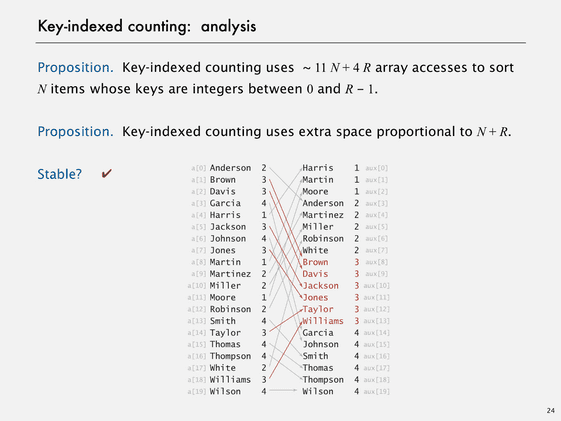 Key-indexed counting: analysis
Proposition. Key-indexed counting uses ~ 11 N + 4 R array accesses to sort
N items whose keys are integers between 0 and R − 1.
Proposition. Key-indexed counting uses extra space proportional to N + R.
Stable? ✔
a[0] Anderson 2 Harris 1 aux[0]
a[1] Brown 3 Martin 1 aux[1]
a[2] Davis 3 Moore 1 aux[2]
a[3] Garcia 4 Anderson 2 aux[3]
a[4] Harris 1 Martinez 2 aux[4]
a[5] Jackson 3 Miller 2 aux[5]
a[6] Johnson 4 Robinson 2 aux[6]
a[7] Jones 3 White 2 aux[7]
a[8] Martin 1 Brown 3 aux[8]
a[9] Martinez 2 Davis 3 aux[9]
a[10] Miller 2 Jackson 3 aux[10]
a[11] Moore 1 Jones 3 aux[11]
a[12] Robinson 2 Taylor 3 aux[12]
a[13] Smith 4 Williams 3 aux[13]
a[14] Taylor 3 Garcia 4 aux[14]
a[15] Thomas 4 Johnson 4 aux[15]
a[16] Thompson 4 Smith 4 aux[16]
a[17] White 2 Thomas 4 aux[17]
a[18] Williams 3 Thompson 4 aux[18]
a[19] Wilson 4 Wilson 4 aux[19]
24